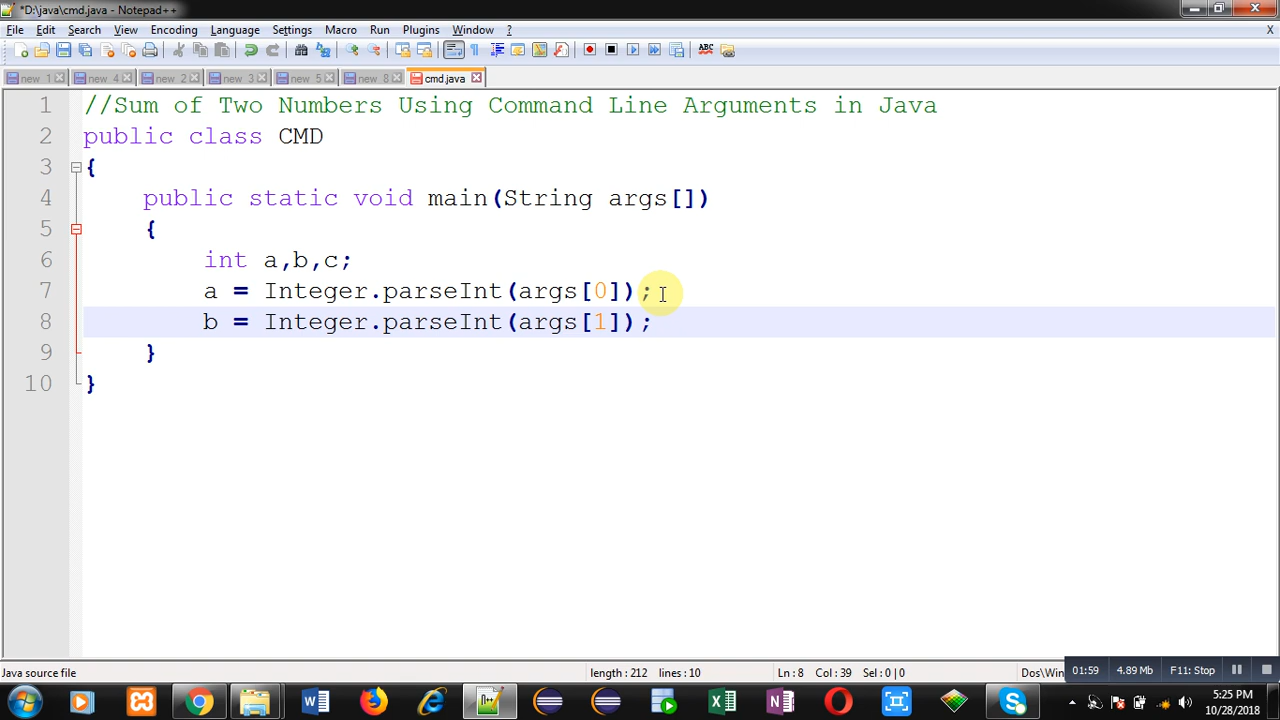 *D:\java\cmd.java - Notepad++
File Edit Search View Encoding Language Settings Macro Run Plugins Window ? X
ABC
new 1 new 4 new 2 new 3 new 5 new 8 cmd.java
1 //Sum of Two Numbers Using Command Line Arguments in Java
2 public class CMD
3 {
4 public static void main(String args[])
5 {
6 int a,b,c;
7 a = Integer.parseInt(args[0]);
8 b = Integer.parseInt(args[1]);
9 }
10 }
Java source file length : 212 lines : 10 Ln : 8 Col : 39 Sel : 0 | 0 Dos\Win 01:59 4.89 Mb F11: Stop
5:25 PM
10/28/2018